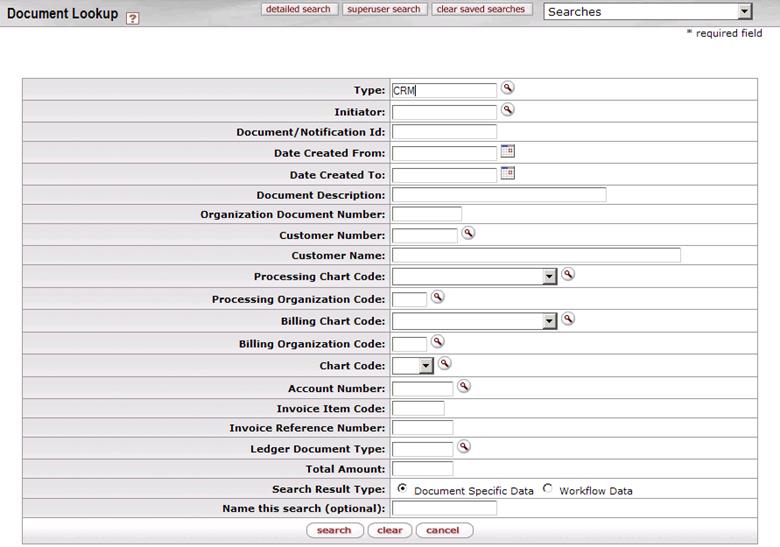 Document Lookup ? detailed search superuser search clear saved searches Searches
* required field
Type: CRM
Initiator:
Document/Notification Id:
Date Created From:
Date Created To:
Document Description:
Organization Document Number:
Customer Number:
Customer Name:
Processing Chart Code:
Processing Organization Code:
Billing Chart Code:
Billing Organization Code:
Chart Code:
Account Number:
Invoice Item Code:
Invoice Reference Number:
Ledger Document Type:
Total Amount:
Search Result Type: Document Specific Data Workflow Data
Name this search (optional):
search clear cancel